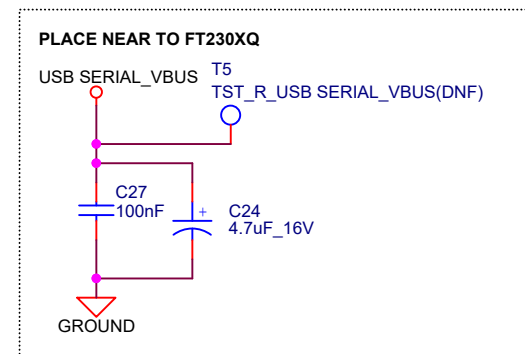 PLACE NEAR TO FT230XQ
USB SERIAL_VBUS
T5
TST_R_USB SERIAL_VBUS(DNF)
C27
100nF
+
C24
4.7uF_16V
GROUND